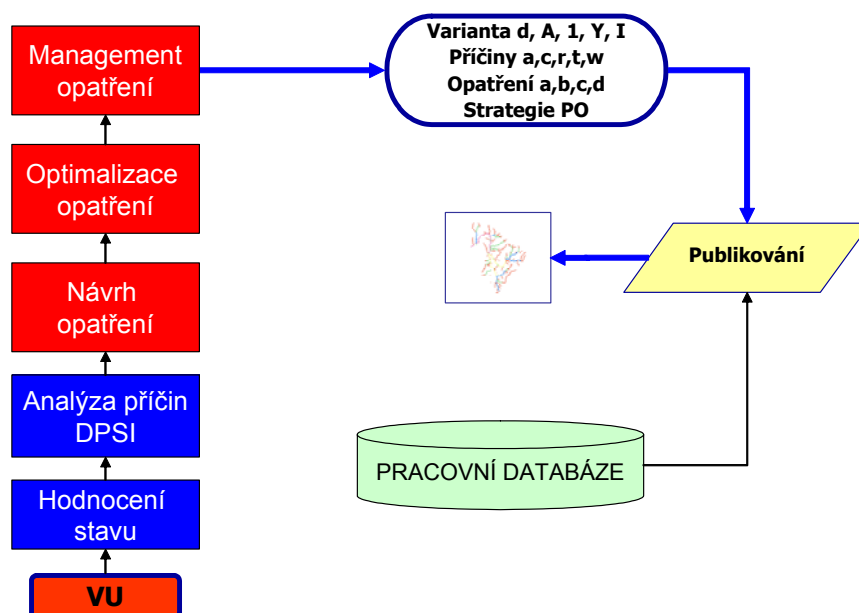 Management
opatření
Optimalizace
opatření
Návrh
opatření
Analýza příčin
DPSI
Hodnocení
stavu
VU
Varianta d, A, 1, Y, I
Příčiny a,c,r,t,w
Opatření a,b,c,d
Strategie PO
Publikování
PRACOVNÍ DATABÁZE